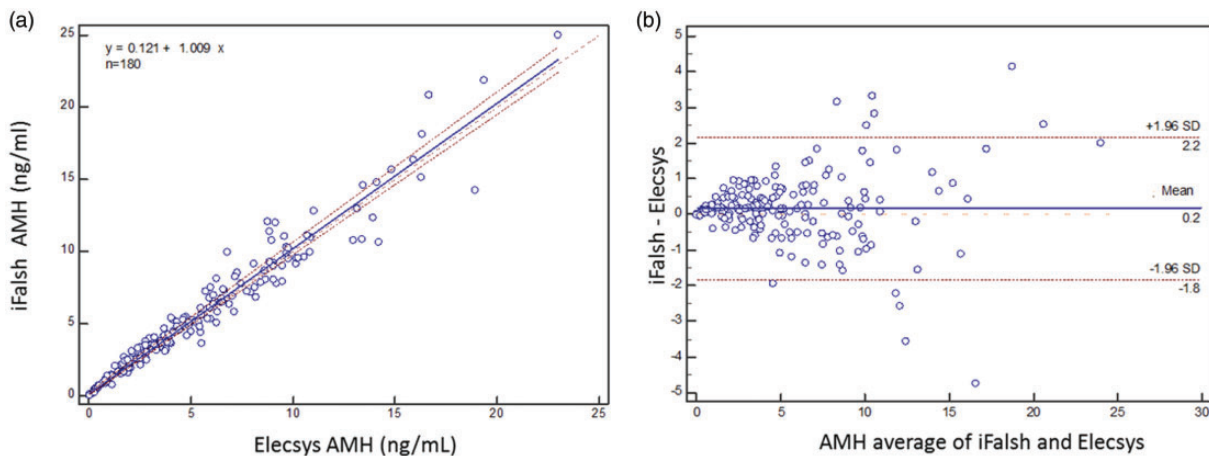 (a)
25
20
15
10
5
0
y = 0.121 + 1.009 x
n=180
iFalsh AMH (ng/ml)
0 5 10 15 20 25
Elecsys AMH (ng/mL)
(b)
5
4
3
2
1
0
-1
-2
-3
-4
-5
iFalsh - Elecsys
+1.96 SD
2.2
Mean
0.2
-1.96 SD
-1.8
0 5 10 15 20 25 30
AMH average of iFalsh and Elecsys